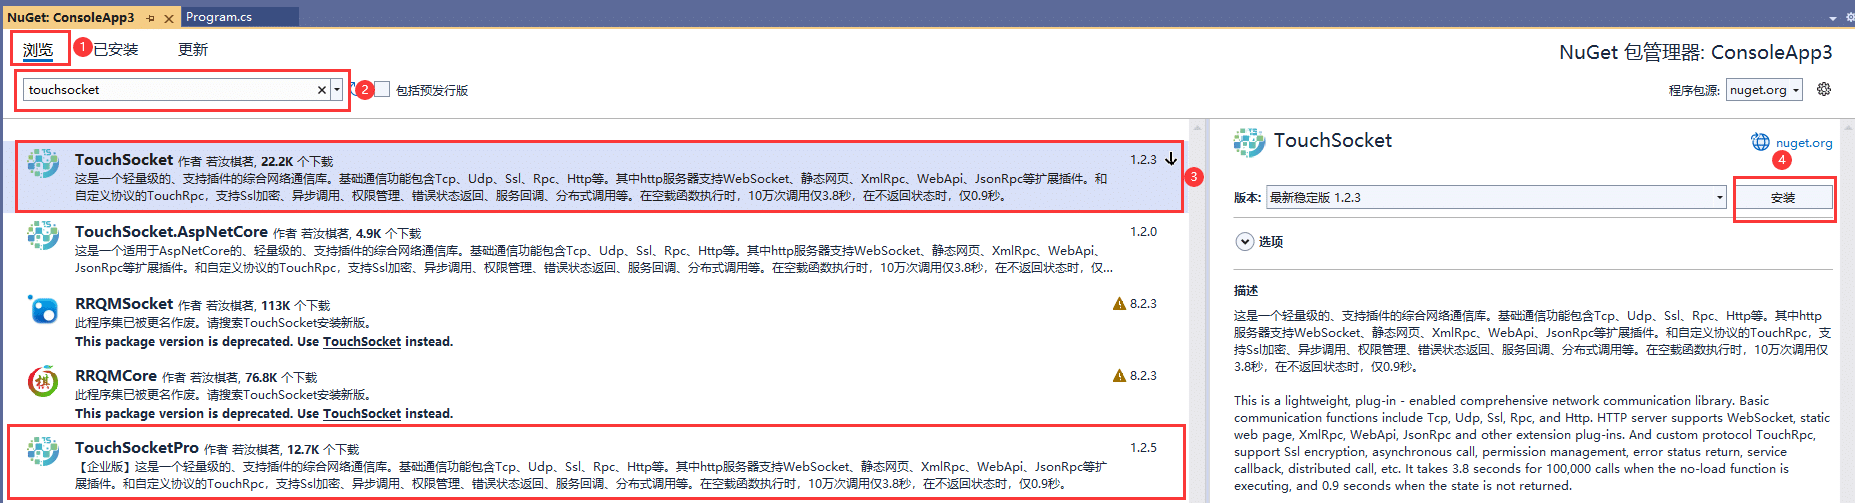 NuGet: ConsoleApp3
Program.cs
浏览
1
已安装
更新
NuGet 包管理器: ConsoleApp3
touchsocket
2
包括预发行版
程序包源:
nuget.org
TouchSocket 作者 若汝棋茗, 22.2K 个下载
1.2.3
这是一个轻量级的、支持插件的综合网络通信库。基础通信功能包含Tcp、Udp、Ssl、Rpc、Http等。其中http服务器支持WebSocket、静态网页、XmlRpc、WebApi、JsonRpc等扩展插件。和
自定义协议的TouchRpc，支持Ssl加密、异步调用、权限管理、错误状态返回、服务回调、分布式调用等。在空载函数执行时，10万次调用仅3.8秒，在不返回状态时，仅0.9秒。
3
TouchSocket.AspNetCore 作者 若汝棋茗, 4.9K 个下载
1.2.0
这是一个适用于AspNetCore的、轻量级的、支持插件的综合网络通信库。基础通信功能包含Tcp、Udp、Ssl、Rpc、Http等。其中http服务器支持WebSocket、静态网页、XmlRpc、WebApi、
JsonRpc等扩展插件。和自定义协议的TouchRpc，支持Ssl加密、异步调用、权限管理、错误状态返回、服务回调、分布式调用等。在空载函数执行时，10万次调用仅3.8秒，在不返回状态时，仅...
RRQMSocket 作者 若汝棋茗, 113K 个下载
8.2.3
此程序集已被更名作废。请搜索TouchSocket安装新版。
This package version is deprecated. Use TouchSocket instead.
RRQMCore 作者 若汝棋茗, 76.8K 个下载
8.2.3
此程序集已被更名作废。请搜索TouchSocket安装新版。
This package version is deprecated. Use TouchSocket instead.
TouchSocketPro 作者 若汝棋茗, 12.7K 个下载
1.2.5
【企业版】这是一个轻量级的、支持插件的综合网络通信库。基础通信功能包含Tcp、Udp、Ssl、Rpc、Http等。其中http服务器支持WebSocket、静态网页、XmlRpc、WebApi、JsonRpc等扩
展插件。和自定义协议的TouchRpc，支持Ssl加密、异步调用、权限管理、错误状态返回、服务回调、分布式调用等。在空载函数执行时，10万次调用仅3.8秒，在不返回状态时，仅0.9秒。
TouchSocket
nuget.org
4
版本:
最新稳定版 1.2.3
安装
选项
描述
这是一个轻量级的、支持插件的综合网络通信库。基础通信功能包含Tcp、Udp、Ssl、Rpc、Http等。其中http
服务器支持WebSocket、静态网页、XmlRpc、WebApi、JsonRpc等扩展插件。和自定义协议的TouchRpc，支
持Ssl加密、异步调用、权限管理、错误状态返回、服务回调、分布式调用等。在空载函数执行时，10万次调用仅
3.8秒，在不返回状态时，仅0.9秒。
This is a lightweight, plug-in - enabled comprehensive network communication library. Basic
communication functions include Tcp, Udp, Ssl, Rpc, and Http. HTTP server supports WebSocket, static
web page, XmlRpc, WebApi, JsonRpc and other extension plug-ins. And custom protocol TouchRpc,
support Ssl encryption, asynchronous call, permission management, error status return, service
callback, distributed call, etc. It takes 3.8 seconds for 100,000 calls when the no-load function is
executing, and 0.9 seconds when the state is not returned.